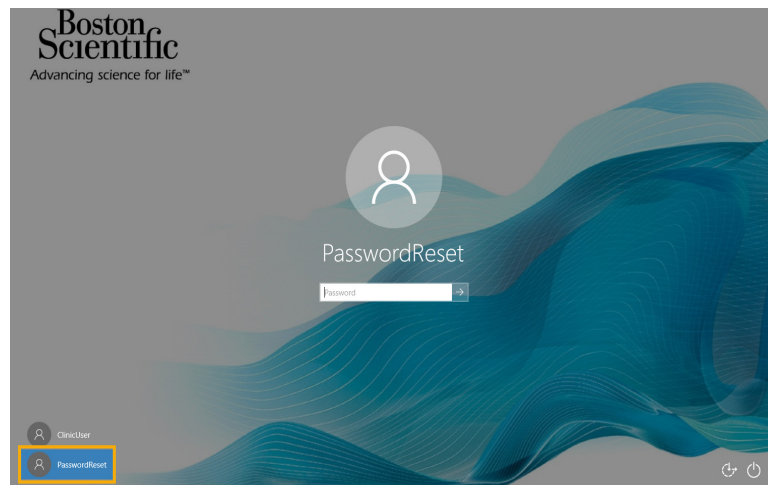 Boston
Scientific
Advancing science for life™
PasswordReset
Password
ClinicUser
PasswordReset